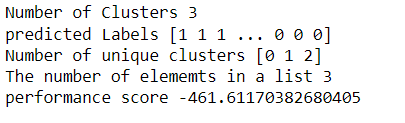 Number of Clusters 3
predicted Labels [1 1 1 ... 0 0 0]
Number of unique clusters [0 1 2]
The number of elememts in a list 3
performance score -461.61170382680405